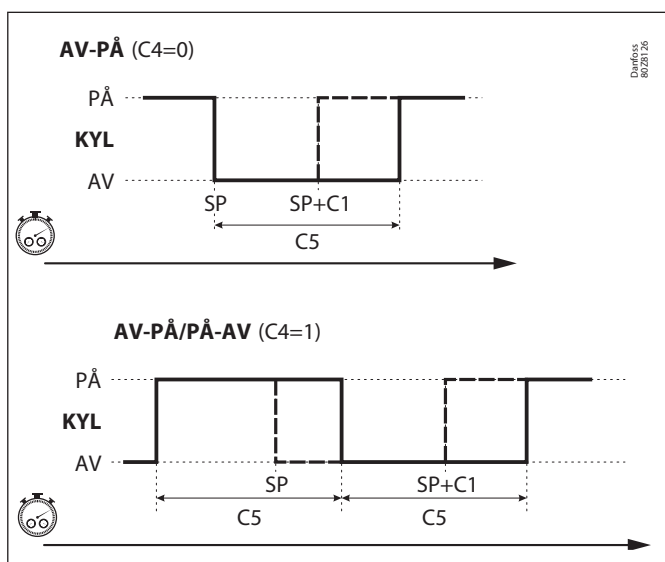 AV-PÅ (C4=0)
Danfoss
80Z8126
PÅ
KYL
AV
SP SP+C1
C5
AV-PÅ/PÅ-AV (C4=1)
PÅ
KYL
AV
SP SP+C1
C5 C5